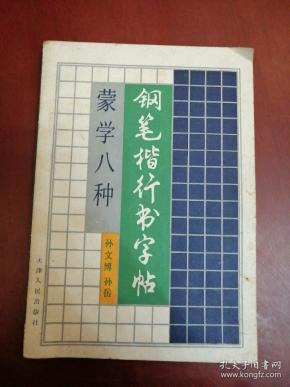 钢笔楷行书字帖
蒙学八种
孙文博 孙岳
天津人民出版社
孔夫子旧书网